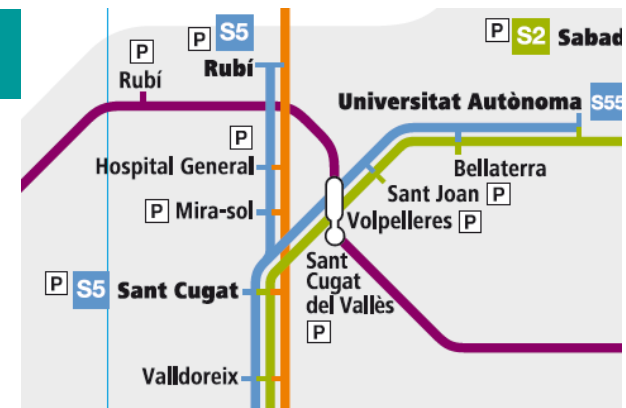 P S5
P S2 Sabad
P
Rubí
Rubí
Universitat Autònoma S55
P
Hospital General
Bellaterra
Sant Joan P
P Mira-sol
Volpelleres P
Sant
Cugat
del Vallès
P
P S5 Sant Cugat
Valldoreix